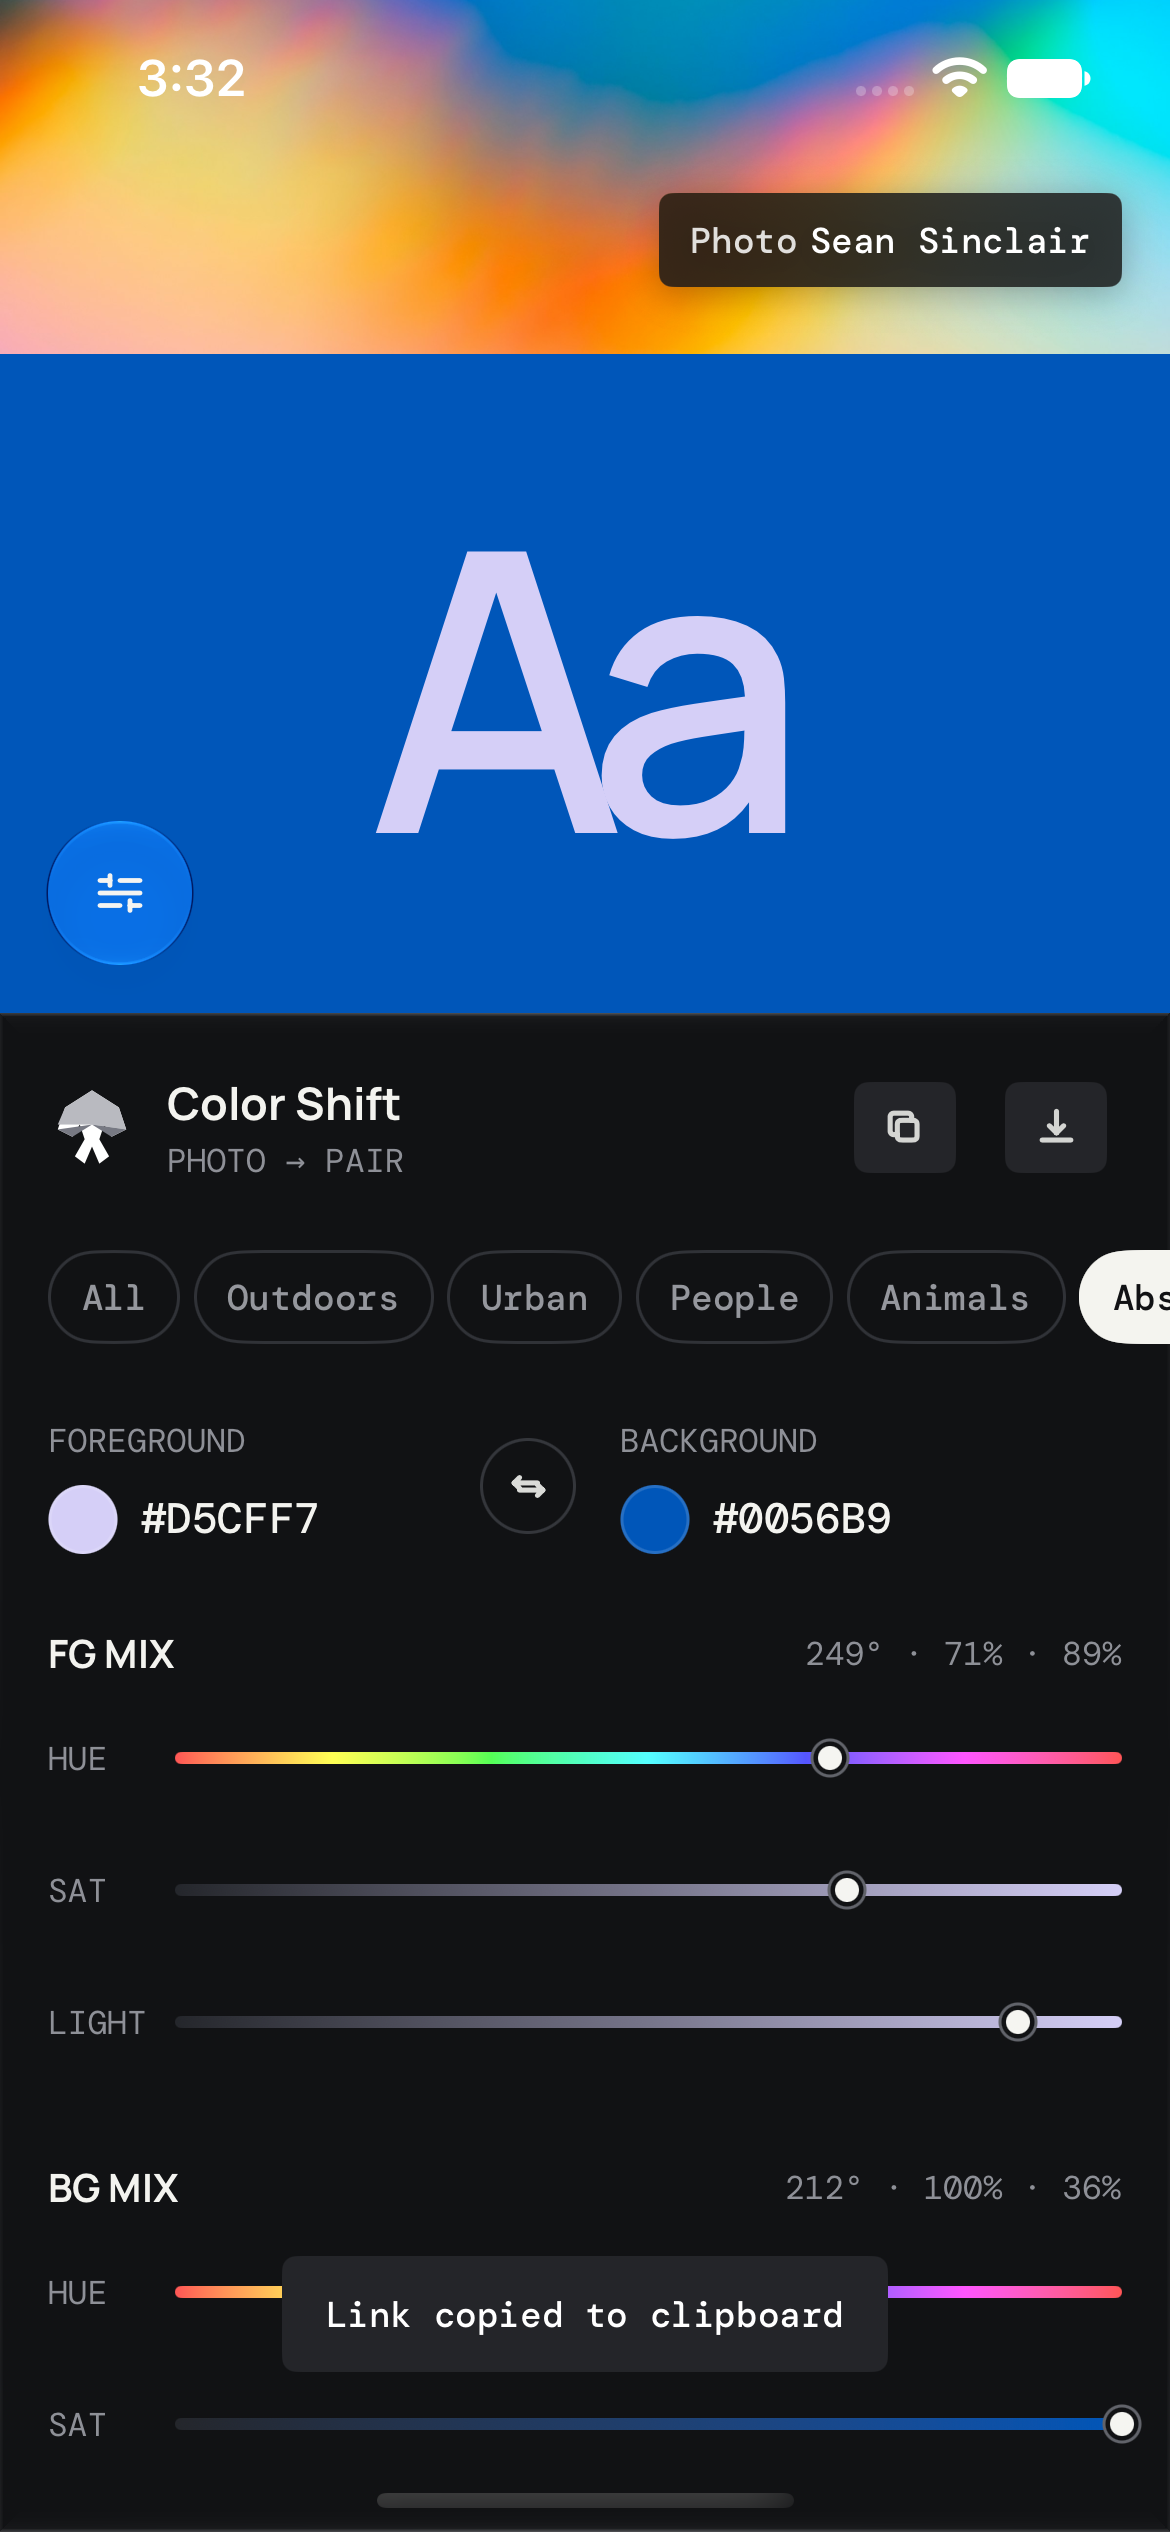 3:32
Photo Sean Sinclair
Aa
Color Shift
PHOTO → PAIR
All Outdoors Urban People Animals Abs
FOREGROUND BACKGROUND
#D5CFF7 #0056B9
FG MIX 249° · 71% · 89%
HUE
SAT
LIGHT
BG MIX 212° · 100% · 36%
HUE
Link copied to clipboard
SAT